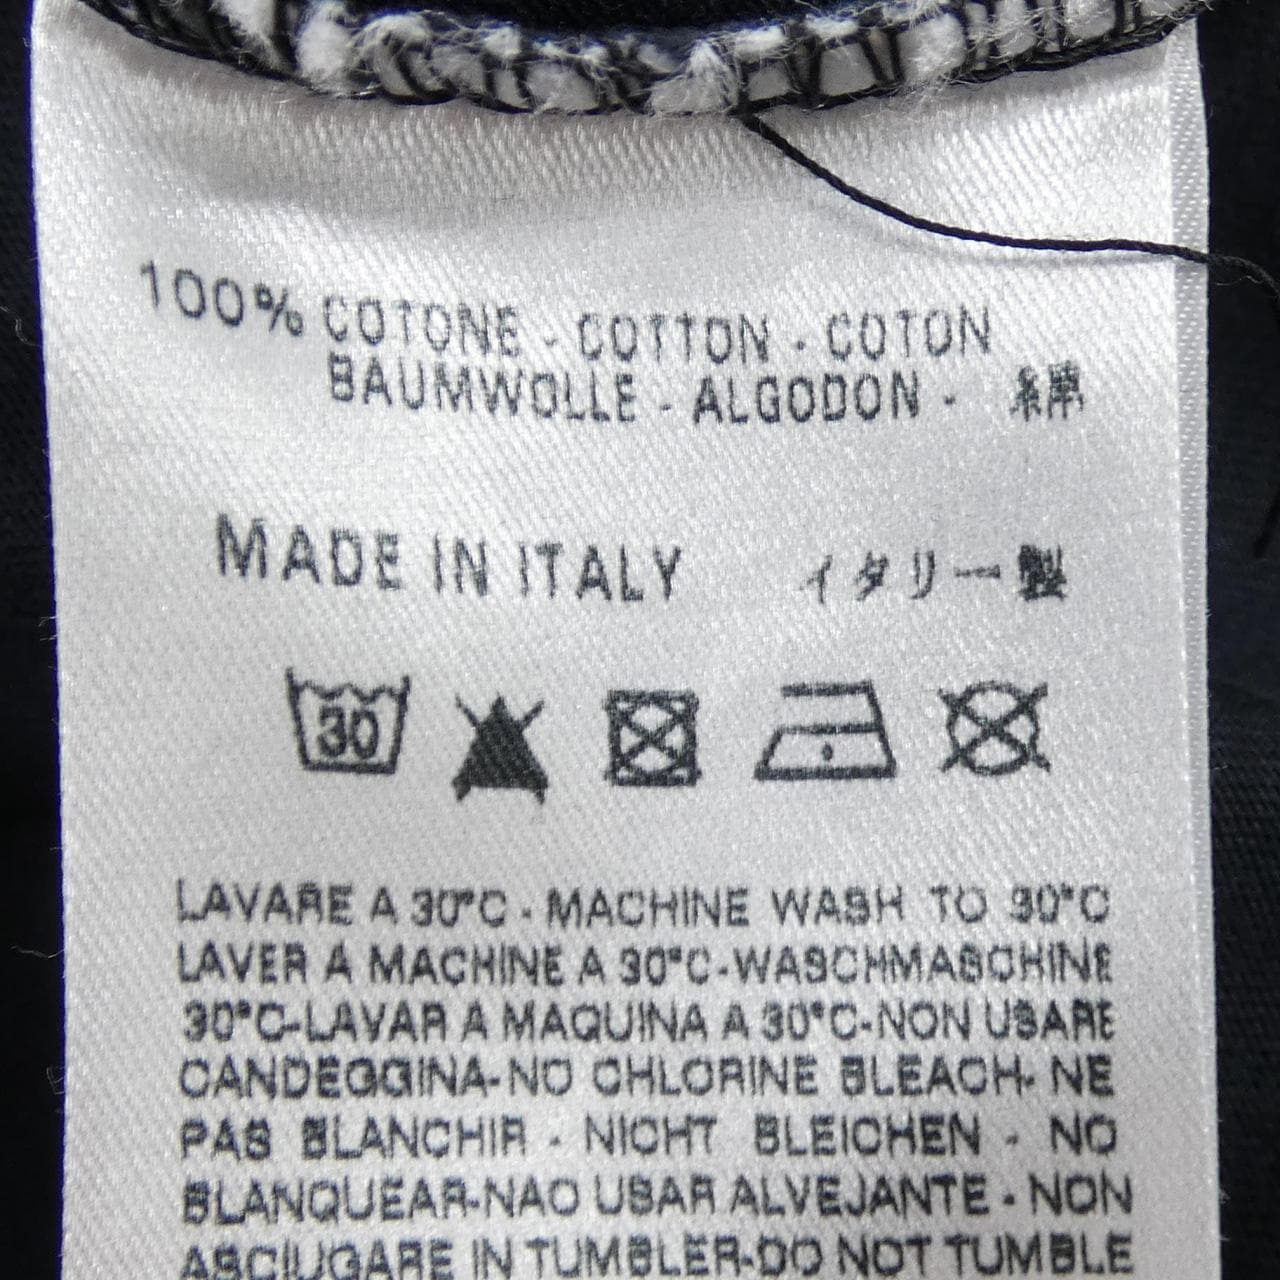 100% COTONE - COTTON - COTON
BAUMWOLLE - ALGODON - 綿
MADE IN ITALY イタリー製
30
LAVARE A 30°C - MACHINE WASH TO 30°C
LAVER A MACHINE A 30°C-WASCHMASCHINE
30°C-LAVAR A MAQUINA A 30°C-NON USARE
CANDEGGINA-NO CHLORINE BLEACH- NE
PAS BLANCHIR - NICHT BLEICHEN - NO
BLANQUEAR-NAO USAR ALVEJANTE - NON
ASCIUGARE IN TUMBLER-DO NOT TUMBLE